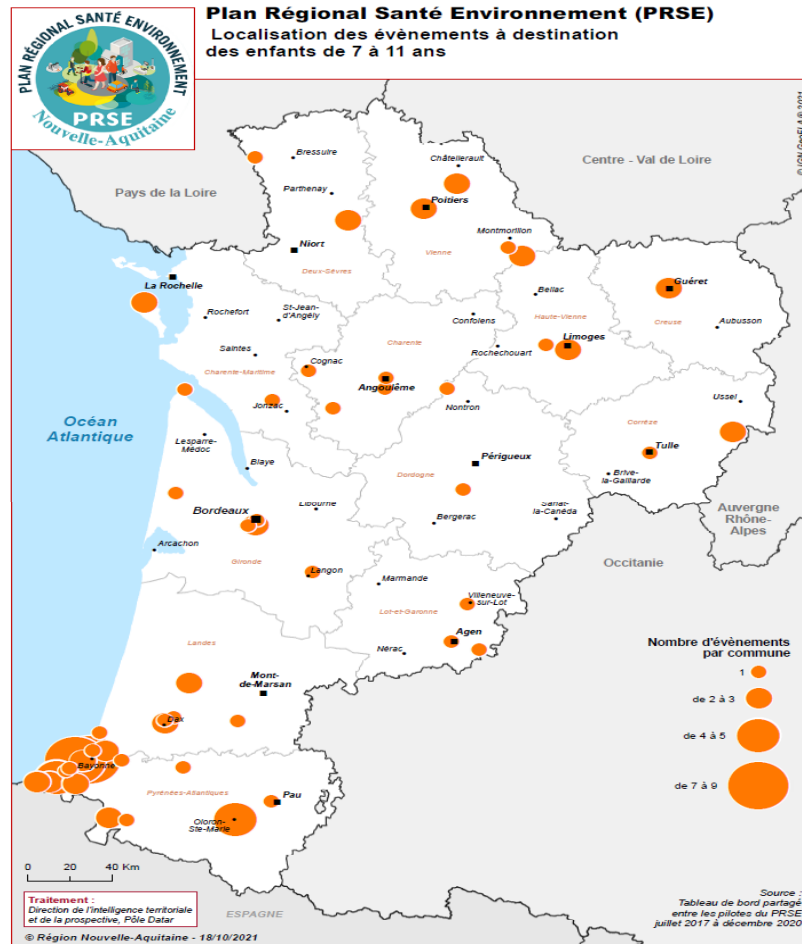 Plan Régional Santé Environnement (PRSE)
Localisation des évènements à destination
des enfants de 7 à 11 ans
PLAN RÉGIONAL SANTÉ ENVIRONNEMENT
PRSE
Nouvelle-Aquitaine
© IGN GeoFLA ® 2021
Centre - Val de Loire
Pays de la Loire
Bressuire
Châtellerault
Parthenay
Poitiers
Montmorillon
Niort
Vienne
Deux-Sèvres
La Rochelle
Guéret
Bellac
Rochefort
St-Jean-
d'Angély
Confolens
Haute-Vienne
Creuse
Aubusson
Charente
Limoges
Saintes
Rochechouart
Cognac
Charente-Maritime
Angoulême
Ussel
Jonzac
Nontron
Océan
Atlantique
Corrèze
Lesparre-
Médoc
Tulle
Périgueux
Blaye
Brive-
la-Gaillarde
Dordogne
Libourne
Sarlat-
la-Canéda
Bordeaux
Bergerac
Auvergne
Rhône-
Alpes
Arcachon
Gironde
Occitanie
Langon
Marmande
Villeneuve-
sur-Lot
Lot-et-Garonne
Agen
Nérac
Landes
Mont-
de-Marsan
Dax
Bayonne
Pyrénées-Atlantiques
Pau
Oloron-
Ste-Marie
Nombre d'évènements
par commune
1
de 2 à 3
de 4 à 5
de 7 à 9
0 20 40 Km
Traitement :
Direction de l'intelligence territoriale
et de la prospective, Pôle Datar
ESPAGNE
Source :
Tableau de bord partagé
entre les pilotes du PRSE
juillet 2017 à décembre 2020
© Région Nouvelle-Aquitaine - 18/10/2021